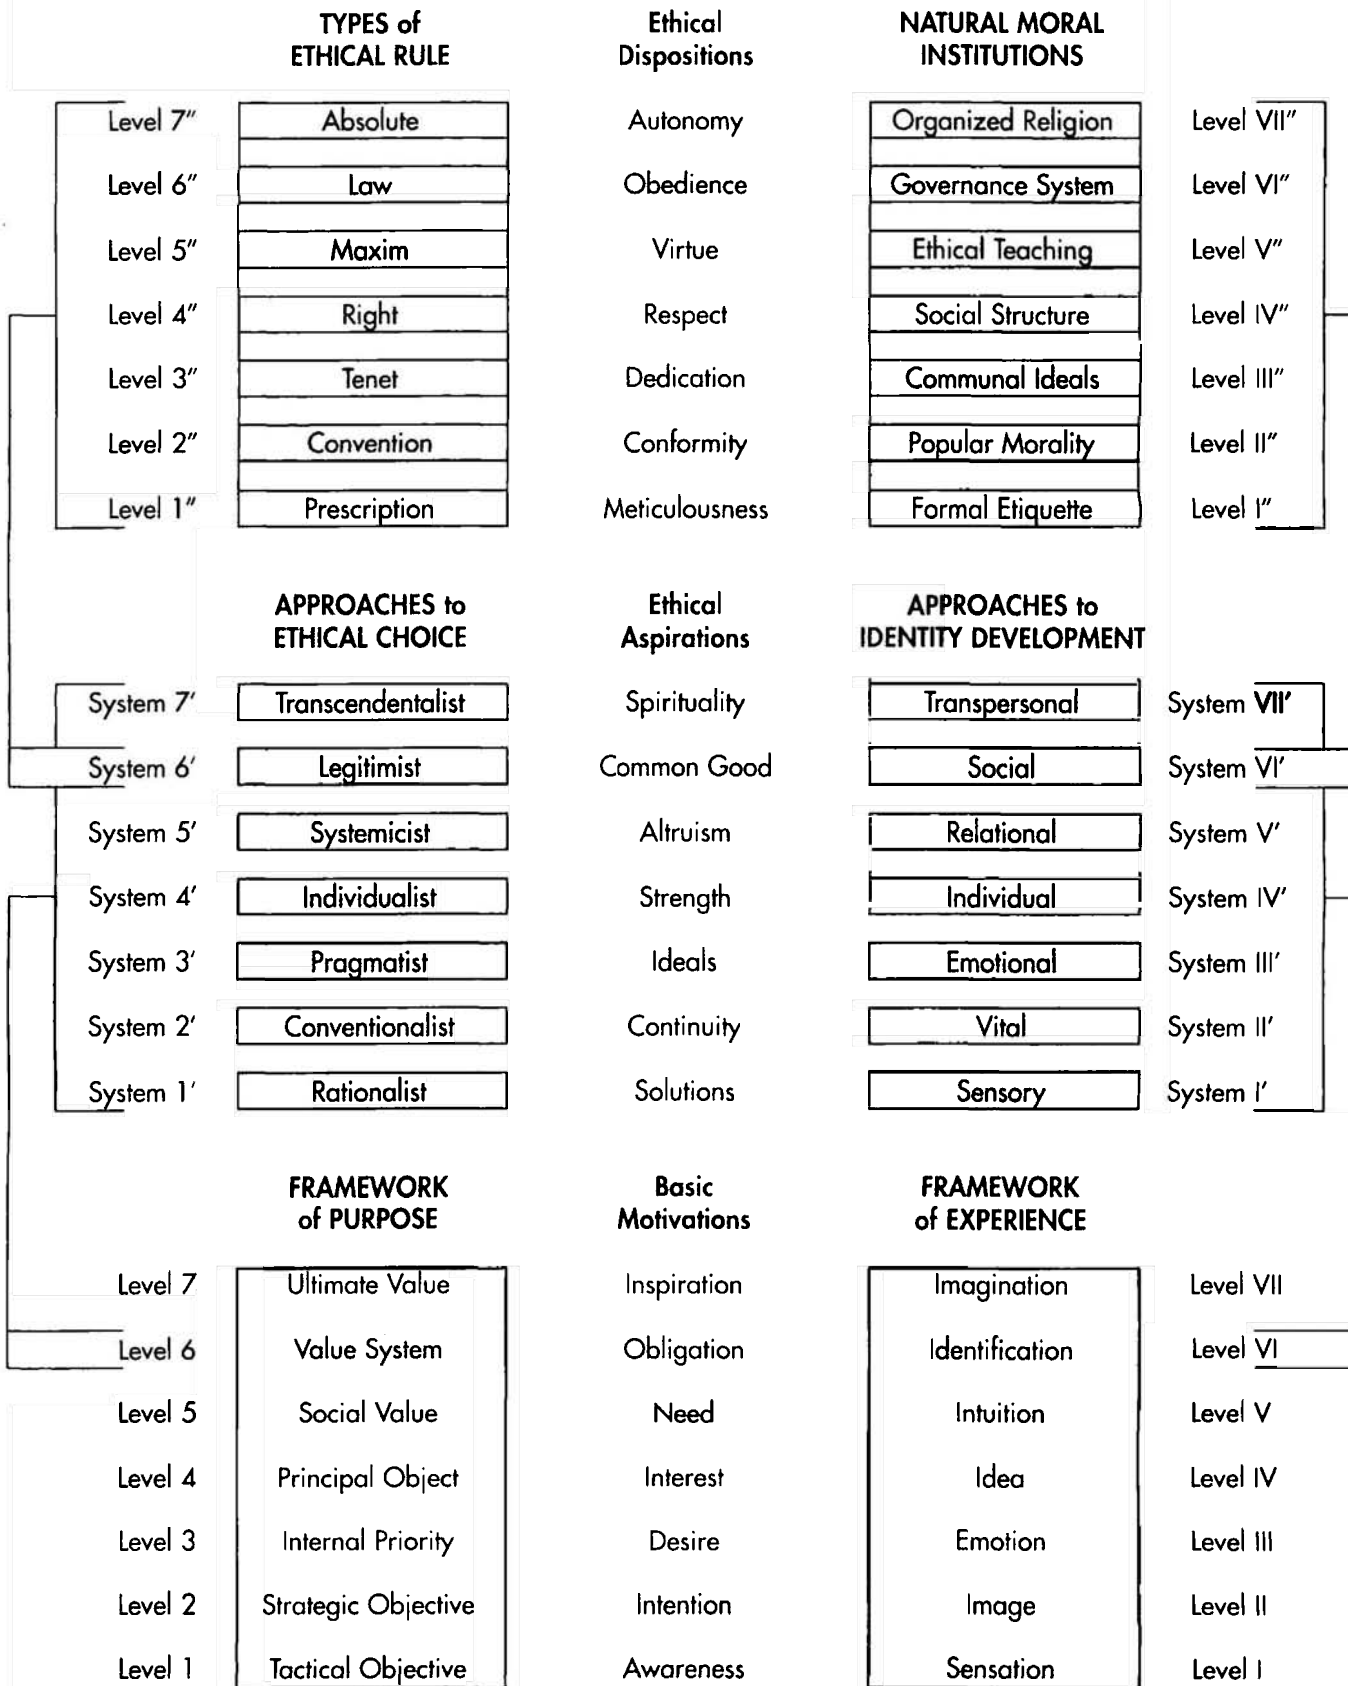 TYPES of Ethical NATURAL MORAL
ETHICAL RULE Dispositions INSTITUTIONS
Level 7″ Absolute Autonomy Organized Religion Level VII″
Level 6″ Law Obedience Governance System Level VI″
Level 5″ Maxim Virtue Ethical Teaching Level V″
Level 4″ Right Respect Social Structure Level IV″
Level 3″ Tenet Dedication Communal Ideals Level III″
Level 2″ Convention Conformity Popular Morality Level II″
Level 1″ Prescription Meticulousness Formal Etiquette Level I″
APPROACHES to Ethical APPROACHES to
ETHICAL CHOICE Aspirations IDENTITY DEVELOPMENT
System 7′ Transcendentalist Spirituality Transpersonal System VII′
System 6′ Legitimist Common Good Social System VI′
System 5′ Systemicist Altruism Relational System V′
System 4′ Individualist Strength Individual System IV′
System 3′ Pragmatist Ideals Emotional System III′
System 2′ Conventionalist Continuity Vital System II′
System 1′ Rationalist Solutions Sensory System I′
FRAMEWORK Basic FRAMEWORK
of PURPOSE Motivations of EXPERIENCE
Level 7 Ultimate Value Inspiration Imagination Level VII
Level 6 Value System Obligation Identification Level VI
Level 5 Social Value Need Intuition Level V
Level 4 Principal Object Interest Idea Level IV
Level 3 Internal Priority Desire Emotion Level III
Level 2 Strategic Objective Intention Image Level II
Level 1 Tactical Objective Awareness Sensation Level I